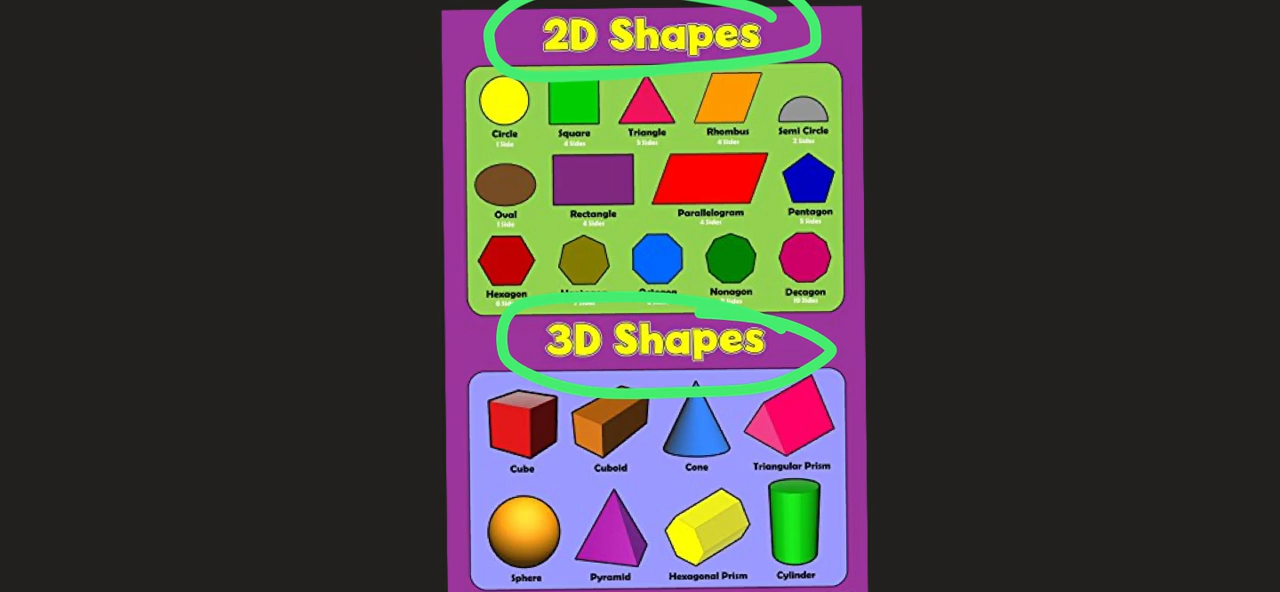 2D Shapes
Circle Square Triangle Rhombus Semi Circle
1 Side 4 Sides 3 Sides 4 Sides 2 Sides
Oval Rectangle Parallelogram Pentagon
1 Side 4 Sides 4 Sides 5 Sides
Hexagon Nonagon Decagon
10 Sides
3D Shapes
Cube Cuboid Cone Triangular Prism
Sphere Pyramid Hexagonal Prism Cylinder